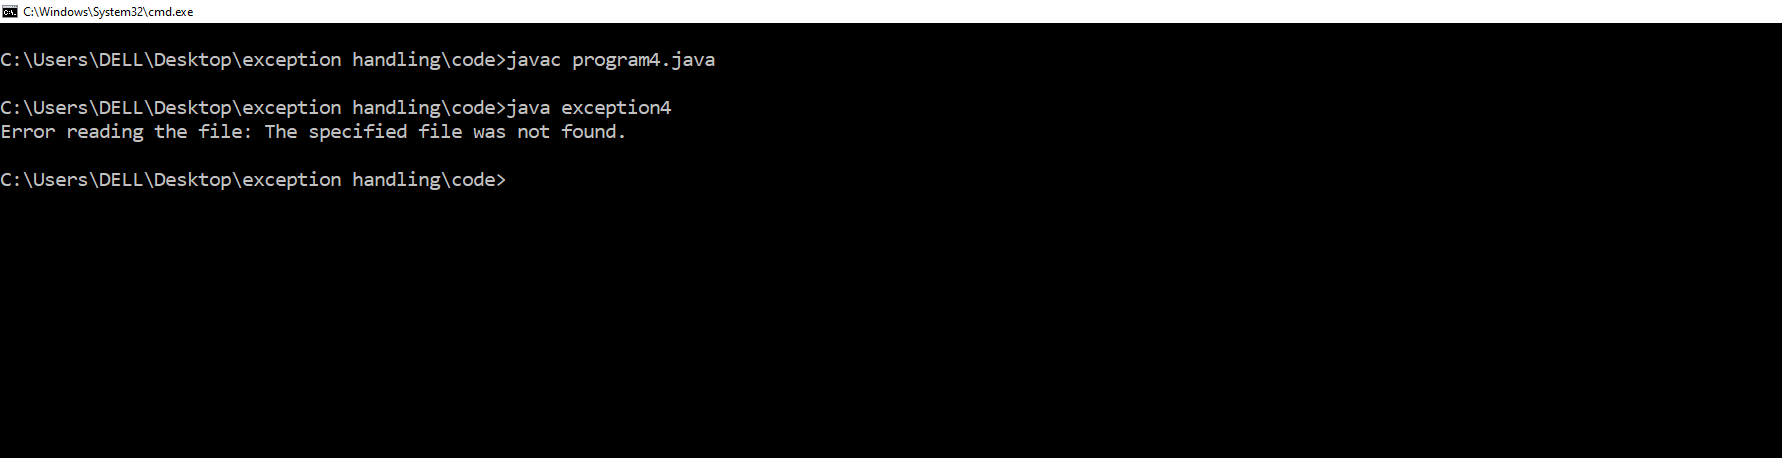 C:\Windows\System32\cmd.exe
C:\Users\DELL\Desktop\exception handling\code>javac program4.java
C:\Users\DELL\Desktop\exception handling\code>java exception4
Error reading the file: The specified file was not found.
C:\Users\DELL\Desktop\exception handling\code>